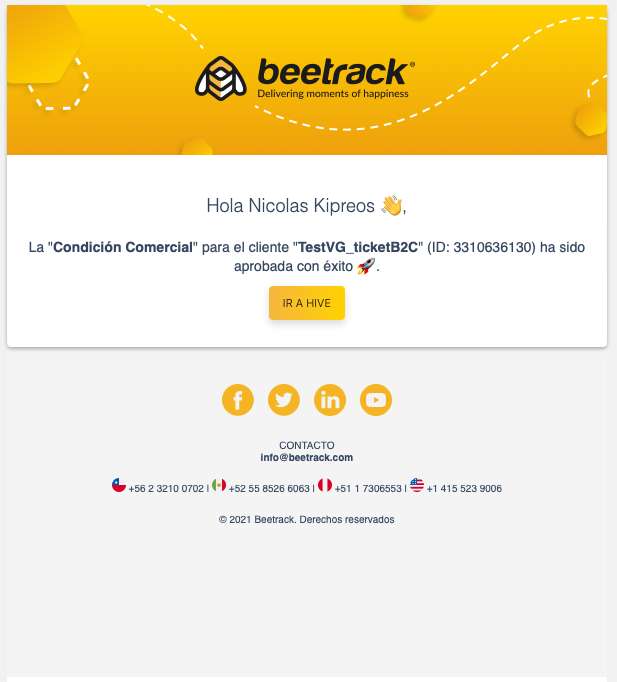 beetrack®
Delivering moments of happiness
Hola Nicolas Kipreos 👋,
La "Condición Comercial" para el cliente "TestVG_ticketB2C" (ID: 3310636130) ha sido
aprobada con éxito 🚀.
IR A HIVE
CONTACTO
info@beetrack.com
+56 2 3210 0702 | +52 55 8526 6063 | +51 1 7306553 | +1 415 523 9006
© 2021 Beetrack. Derechos reservados